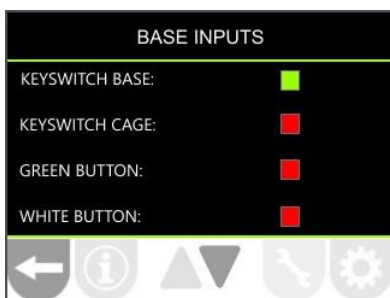 BASE INPUTS
KEYSWITCH BASE:
KEYSWITCH CAGE:
GREEN BUTTON:
WHITE BUTTON: